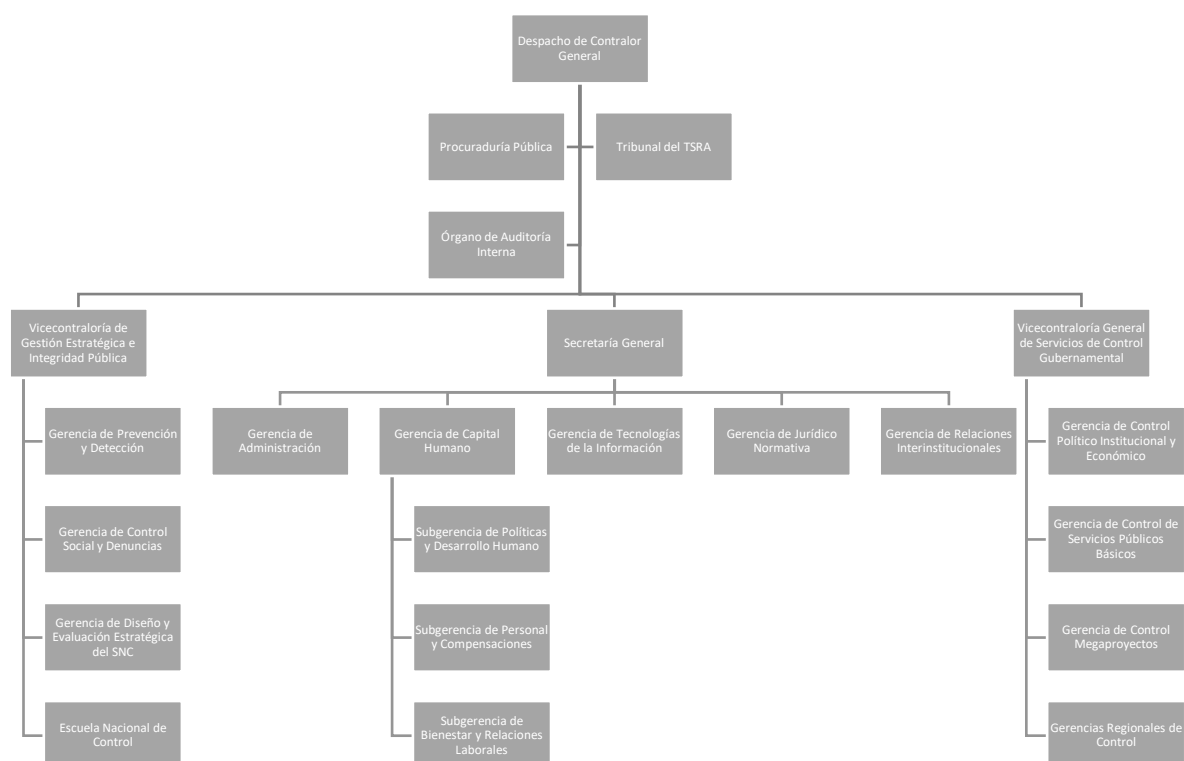 Despacho de Contralor
General
Procuraduría Pública
Tribunal del TSRA
Órgano de Auditoría
Interna
Vicecontraloría de
Gestión Estratégica e
Integridad Pública
Secretaría General
Vicecontraloría General
de Servicios de Control
Gubernamental
Gerencia de Prevención
y Detección
Gerencia de
Administración
Gerencia de Capital
Humano
Gerencia de Tecnologías
de la Información
Gerencia de Jurídico
Normativa
Gerencia de Relaciones
Interinstitucionales
Gerencia de Control
Político Institucional y
Económico
Gerencia de Control
Social y Denuncias
Subgerencia de Políticas
y Desarrollo Humano
Gerencia de Control de
Servicios Públicos
Básicos
Gerencia de Diseño y
Evaluación Estratégica
del SNC
Subgerencia de Personal
y Compensaciones
Gerencia de Control
Megaproyectos
Escuela Nacional de
Control
Subgerencia de
Bienestar y Relaciones
Laborales
Gerencias Regionales de
Control